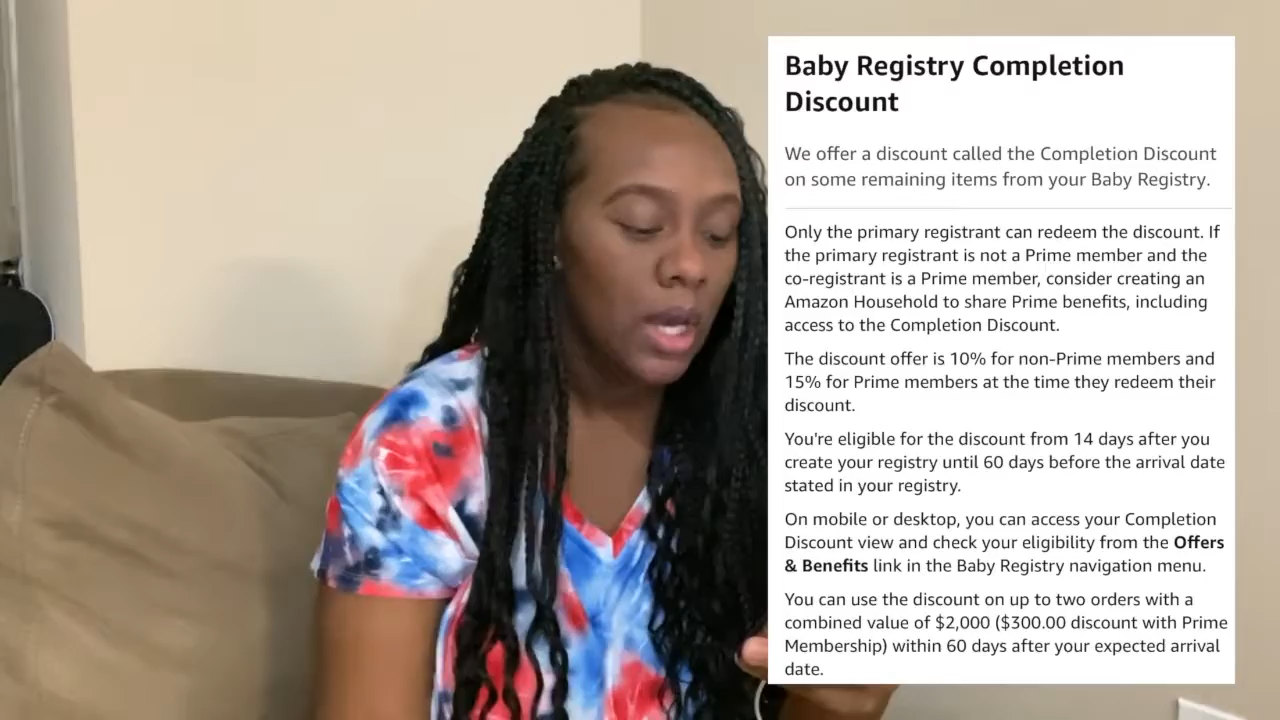 Baby Registry Completion
Discount
We offer a discount called the Completion Discount
on some remaining items from your Baby Registry.
Only the primary registrant can redeem the discount. If
the primary registrant is not a Prime member and the
co-registrant is a Prime member, consider creating an
Amazon Household to share Prime benefits, including
access to the Completion Discount.
The discount offer is 10% for non-Prime members and
15% for Prime members at the time they redeem their
discount.
You're eligible for the discount from 14 days after you
create your registry until 60 days before the arrival date
stated in your registry.
On mobile or desktop, you can access your Completion
Discount view and check your eligibility from the Offers
& Benefits link in the Baby Registry navigation menu.
You can use the discount on up to two orders with a
combined value of $2,000 ($300.00 discount with Prime
Membership) within 60 days after your expected arrival
date.